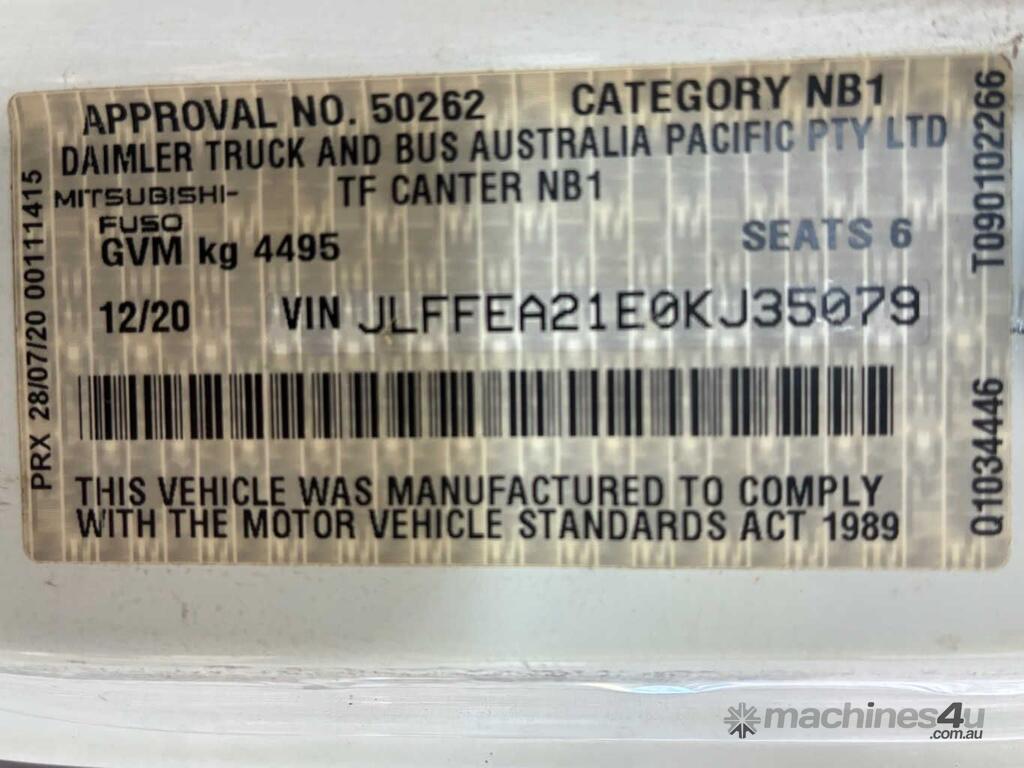 APPROVAL NO. 50262 CATEGORY NB1
DAIMLER TRUCK AND BUS AUSTRALIA PACIFIC PTY LTD
MITSUBISHI- TF CANTER NB1
FUSO
GVM kg 4495 SEATS 6
12/20 VIN JLFFEA21E0KJ35079
THIS VEHICLE WAS MANUFACTURED TO COMPLY
WITH THE MOTOR VEHICLE STANDARDS ACT 1989
PRX 28/07/20 00111415
T0901022266
Q1034446
machines4u
.com.au